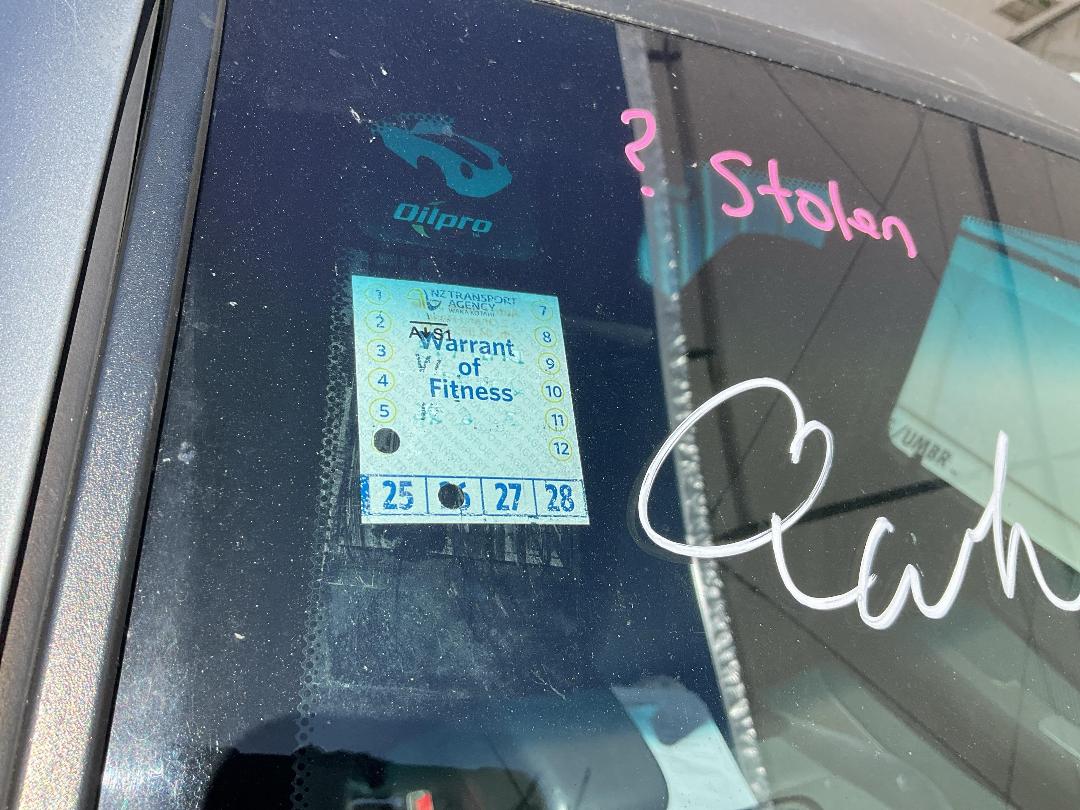 Oilpro
? Stolen
NZ TRANSPORT
AGENCY
WAKA KOTAHI
Warrant
of
Fitness
1
2
3
4
5
7
8
9
10
11
12
25 27 28
/UMBR